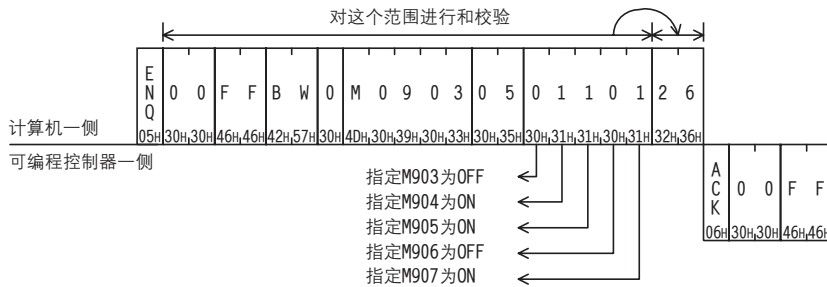 对这个范围进行和校验
ENQ 0 0 F F B W 0 M 0 9 0 3 0 5 0 1 1 0 1 2 6
05H 30H,30H 46H,46H 42H,57H 30H 4DH,30H,39H,30H,33H 30H,35H 30H,31H,31H,30H,31H 32H,36H
计算机一侧
可编程控制器一侧
ACK 0 0 F F
06H 30H,30H 46H,46H
指定M903为OFF
指定M904为ON
指定M905为ON
指定M906为OFF
指定M907为ON